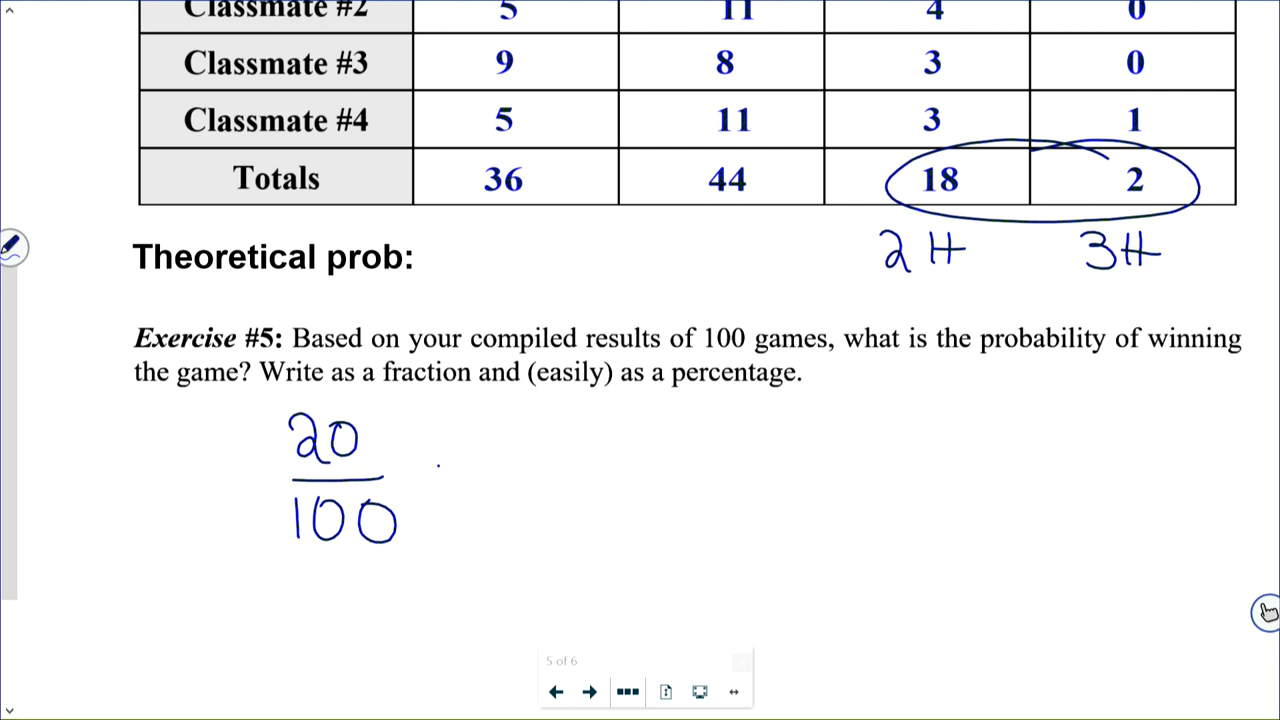 Classmate #2 5 11 4 0
Classmate #3 9 8 3 0
Classmate #4 5 11 3 1
Totals 36 44 18 2
2H 3H
Theoretical prob:
Exercise #5: Based on your compiled results of 100 games, what is the probability of winning
the game? Write as a fraction and (easily) as a percentage.
20
100
5 of 6